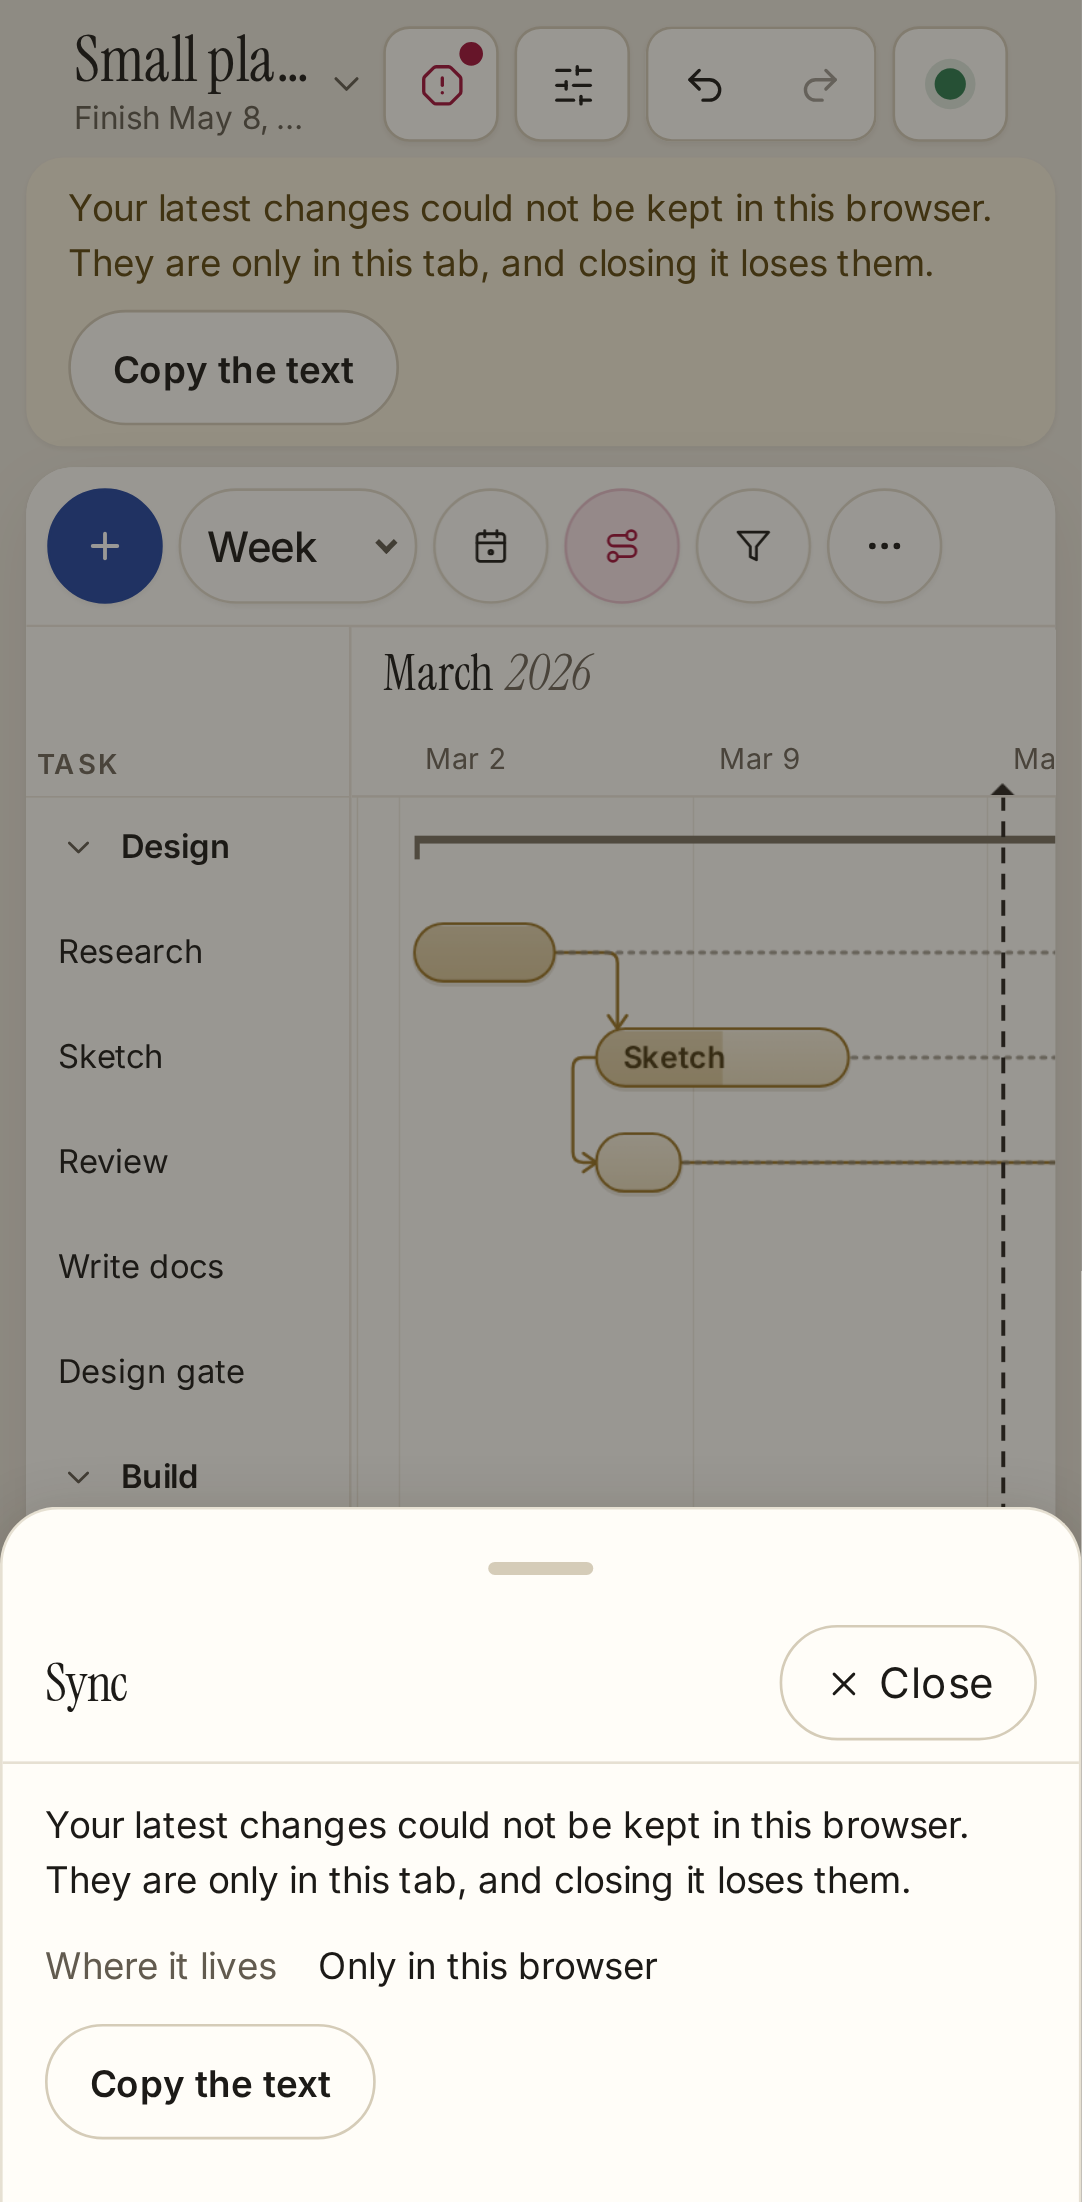 Small pla...
Finish May 8, ...
Your latest changes could not be kept in this browser.
They are only in this tab, and closing it loses them.
Copy the text
Week
March 2026
TASK
Mar 2
Mar 9
Ma
Design
Research
Sketch
Sketch
Review
Write docs
Design gate
Build
Sync
Close
Your latest changes could not be kept in this browser.
They are only in this tab, and closing it loses them.
Where it lives Only in this browser
Copy the text